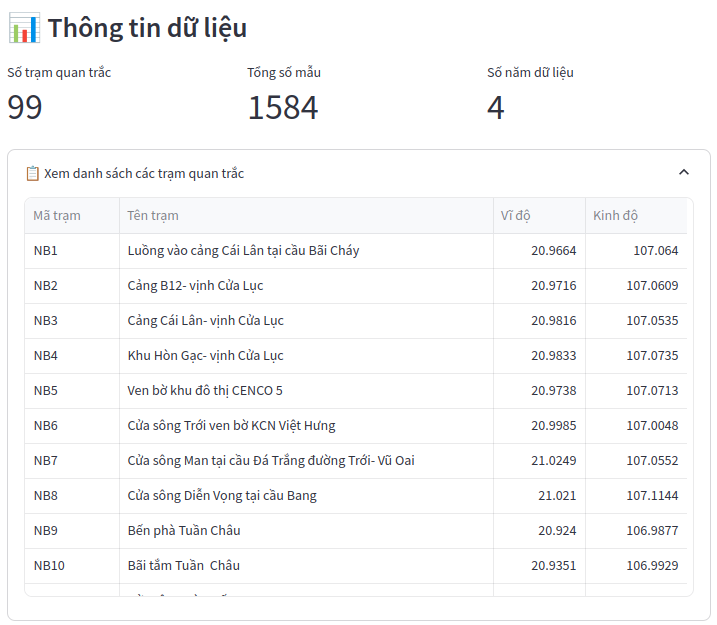 Thông tin dữ liệu
Số trạm quan trắc Tổng số mẫu Số năm dữ liệu
99 1584 4
Xem danh sách các trạm quan trắc
Mã trạm Tên trạm Vĩ độ Kinh độ
NB1 Luồng vào cảng Cái Lân tại cầu Bãi Cháy 20.9664 107.064
NB2 Cảng B12- vịnh Cửa Lục 20.9716 107.0609
NB3 Cảng Cái Lân- vịnh Cửa Lục 20.9816 107.0535
NB4 Khu Hòn Gạc- vịnh Cửa Lục 20.9833 107.0735
NB5 Ven bờ khu đô thị CENCO 5 20.9738 107.0713
NB6 Cửa sông Trới ven bờ KCN Việt Hưng 20.9985 107.0048
NB7 Cửa sông Man tại cầu Đá Trắng đường Trới- Vũ Oai 21.0249 107.0552
NB8 Cửa sông Diễn Vọng tại cầu Bang 21.021 107.1144
NB9 Bến phà Tuần Châu 20.924 106.9877
NB10 Bãi tắm Tuần  Châu 20.9351 106.9929